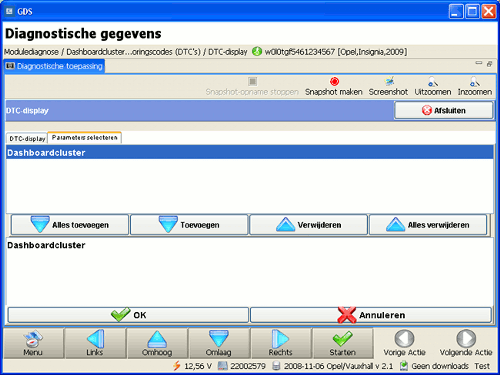 GDS
Diagnostische gegevens
Modulediagnose / Dashboardcluster...oringscodes (DTC's) / DTC-display w0l0tgf5461234567 [Opel,Insignia,2009]
Diagnostische toepassing
Snapshot-opname stoppen Snapshot maken Screenshot Uitzoomen Inzoomen
DTC-display Afsluiten
DTC-display Parameters selecteren
Dashboardcluster
Alles toevoegen Toevoegen Verwijderen Alles verwijderen
Dashboardcluster
OK Annuleren
Menu Links Omhoog Omlaag Rechts Starten Vorige Actie Volgende Actie
12,56 V 22002579 2008-11-06 Opel/Vauxhall v 2.1 Geen downloads Test